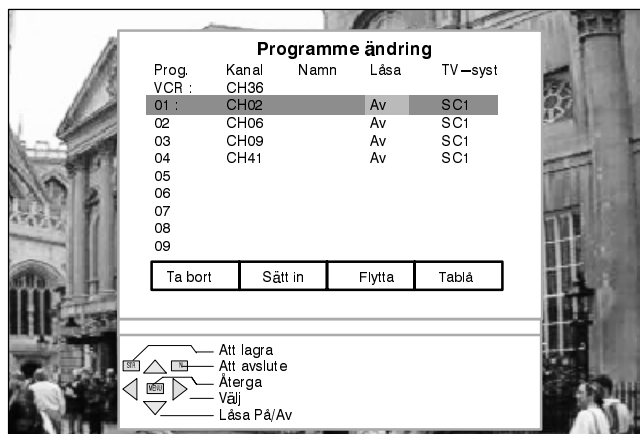 Programme ändring
Prog. Kanal Namn Låsa TV—syst
VCR : CH36
01 : CH02 Av SC1
02 CH06 Av SC1
03 CH09 Av SC1
04 CH41 Av SC1
05
06
07
08
09
Ta bort Sätt in Flytta Tablå
Att lagra
STR N Att avslute
MENU Återga
Välj
Låsa På/Av